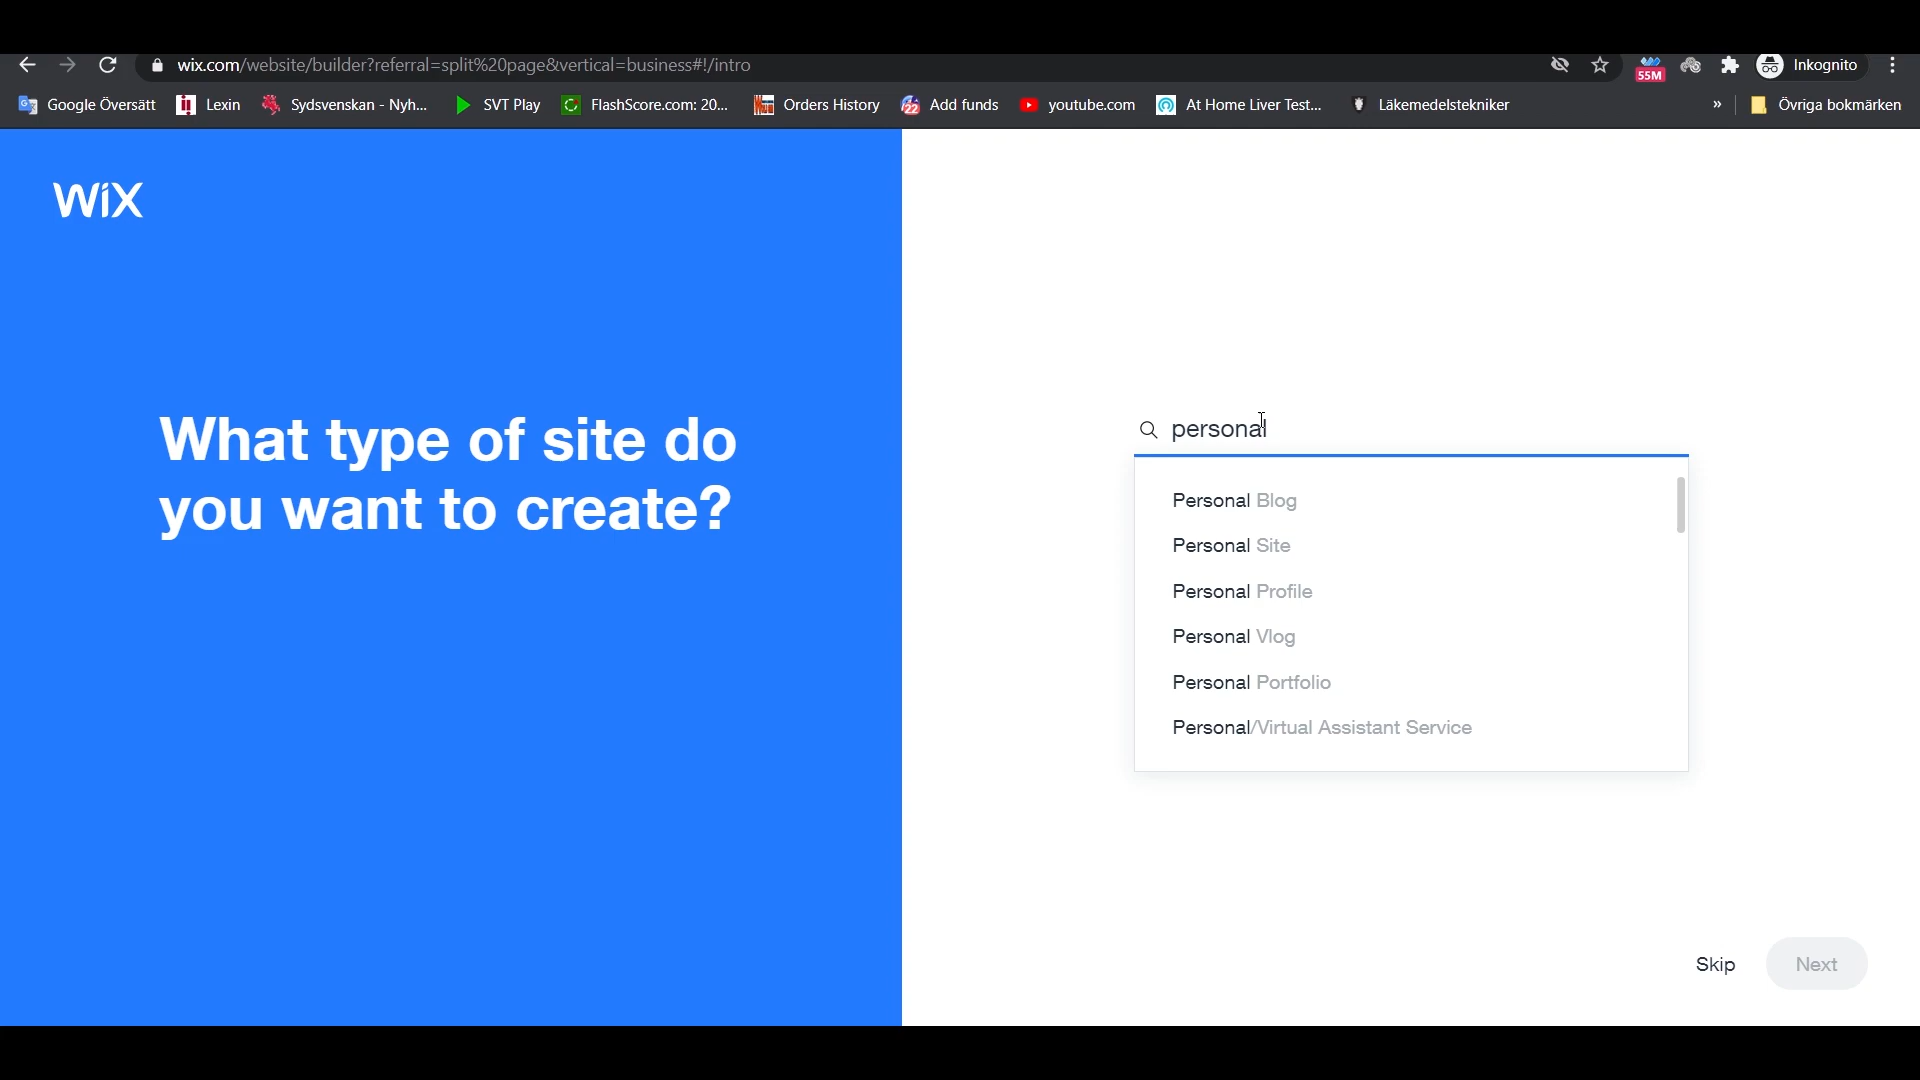 wix.com/website/builder?referral=split%20page&vertical=business#!/intro
55M
Inkognito
Google Översätt
Lexin
Sydsvenskan - Nyh...
SVT Play
FlashScore.com: 20...
Orders History
22
Add funds
youtube.com
At Home Liver Test...
Läkemedelstekniker
»
Övriga bokmärken
WiX
What type of site do
you want to create?
personal
Personal Blog
Personal Site
Personal Profile
Personal Vlog
Personal Portfolio
Personal/Virtual Assistant Service
Skip
Next